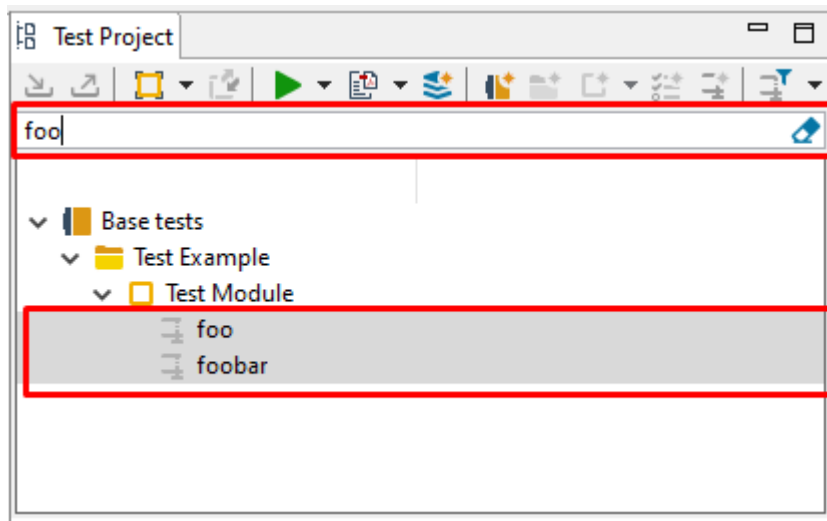 Test Project
foo
Base tests
Test Example
Test Module
foo
foobar